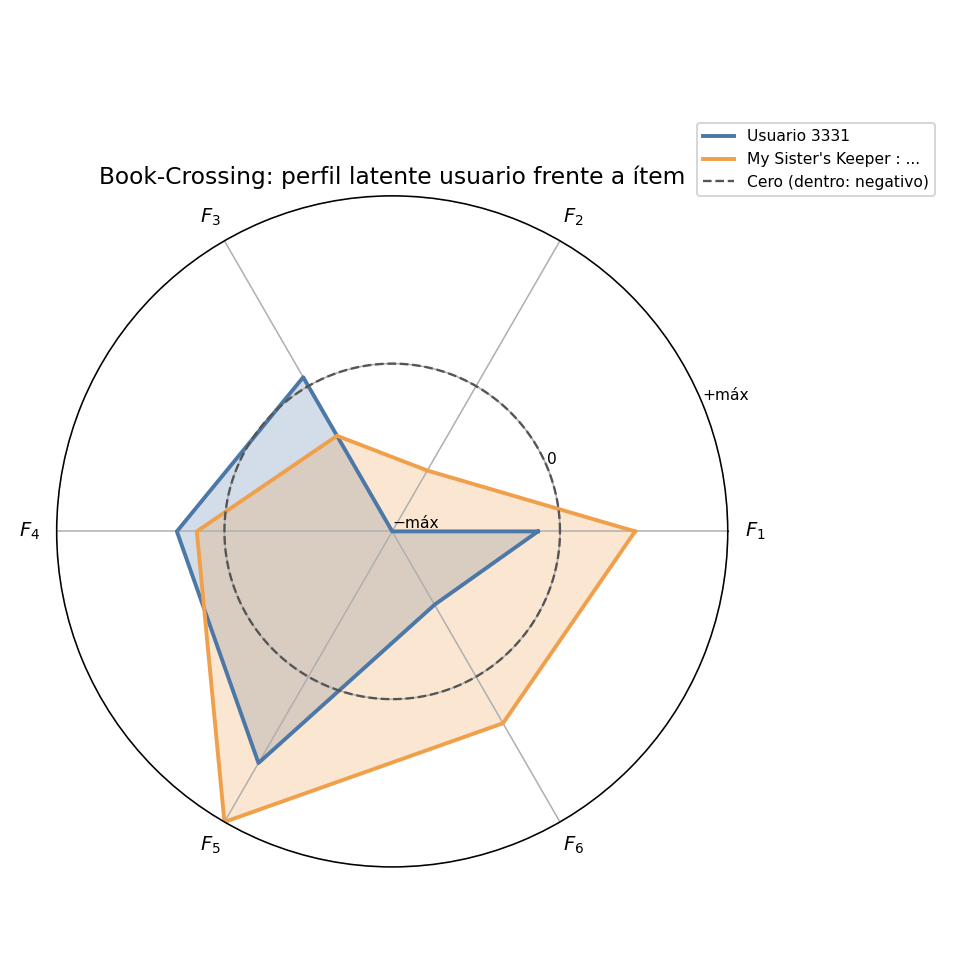 Usuario 3331
My Sister's Keeper : ...
Cero (dentro: negativo)
Book-Crossing: perfil latente usuario frente a ítem
F3
F2
+máx
0
−máx
F4
F1
F5
F6